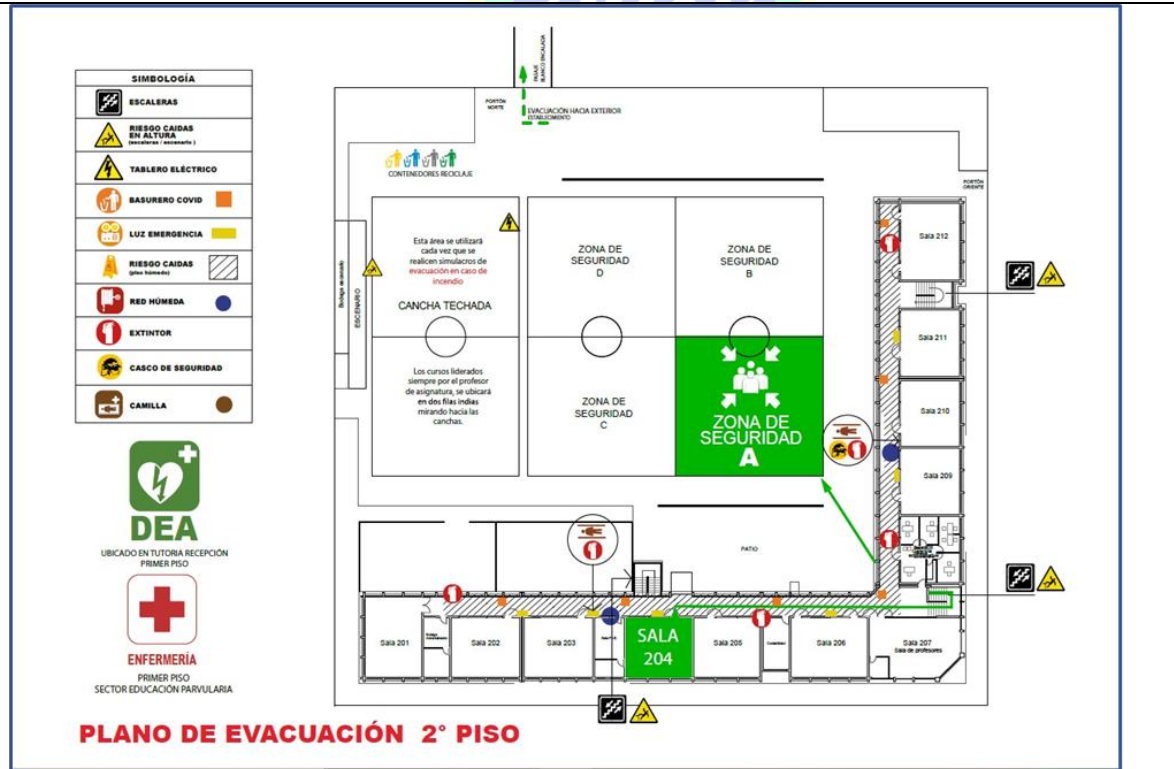 SIMBOLOGÍA
ESCALERAS
RIESGO CAIDAS
EN ALTURA
(escaleras / escenario )
TABLERO ELÉCTRICO
BASURERO COVID
LUZ EMERGENCIA
RIESGO CAIDAS
(piso húmedo)
RED HÚMEDA
EXTINTOR
CASCO DE SEGURIDAD
CAMILLA
DEA
UBICADO EN TUTORIA RECEPCIÓN
PRIMER PISO
ENFERMERÍA
PRIMER PISO
SECTOR EDUCACIÓN PARVULARIA
PLANO DE EVACUACIÓN 2° PISO
PASAJE
BLANCO ENCALADA
PORTÓN
NORTE
EVACUACIÓN HACIA EXTERIOR
ESTABLECIMIENTO
CONTENEDORES RECICLAJE
PORTÓN
ORIENTE
Bodega escenario
ESCENARIO
Esta área se utilizará
cada vez que se
realicen simulacros de
evacuación en caso de
incendio
CANCHA TECHADA
Los cursos liderados
siempre por el profesor
de asignatura, se ubicará
en dos filas indias
mirando hacia las
canchas.
ZONA DE
SEGURIDAD
D
ZONA DE
SEGURIDAD
B
ZONA DE
SEGURIDAD
C
ZONA DE
SEGURIDAD
A
Sala 212
Sala 211
Sala 210
Sala 209
PATIO
Sala 201
Sala 202
Sala 203
SALA
204
Sala 205
Sala 206
Sala 207
Sala de profesores